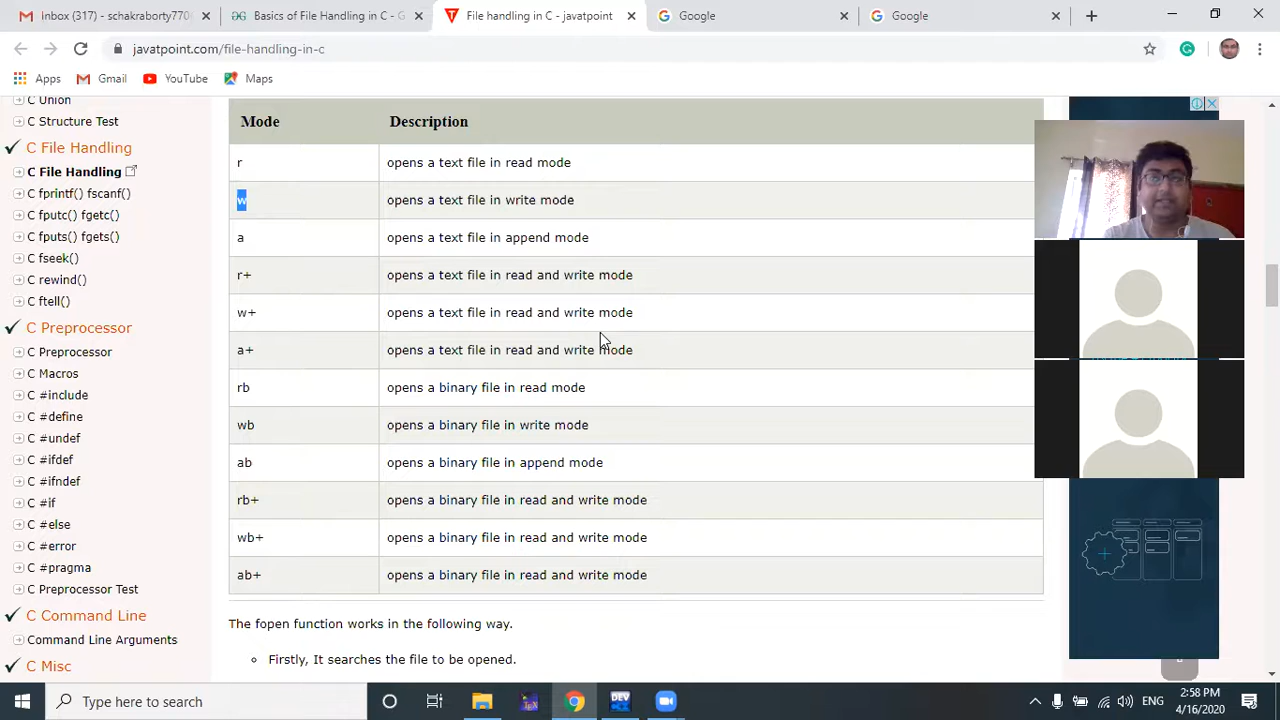 Inbox (317) - schakraborty770
Basics of File Handling in C - G
File handling in C - javatpoint
Google
Google
javatpoint.com/file-handling-in-c
Apps
Gmail
YouTube
Maps
C Union
C Structure Test
C File Handling
C File Handling
C fprintf() fscanf()
C fputc() fgetc()
C fputs() fgets()
C fseek()
C rewind()
C ftell()
C Preprocessor
C Preprocessor
C Macros
C #include
C #define
C #undef
C #ifdef
C #ifndef
C #if
C #else
C #error
C #pragma
Preprocessor Test
C Command Line
Command Line Arguments
C Misc
Mode Description
r opens a text file in read mode
w opens a text file in write mode
a opens a text file in append mode
r+ opens a text file in read and write mode
w+ opens a text file in read and write mode
a+ opens a text file in read and write mode
rb opens a binary file in read mode
wb opens a binary file in write mode
ab opens a binary file in append mode
rb+ opens a binary file in read and write mode
wb+ opens a binary file in read and write mode
ab+ opens a binary file in read and write mode
The fopen function works in the following way.
Firstly, It searches the file to be opened.
Type here to search
DEV
ENG
2:58 PM
4/16/2020